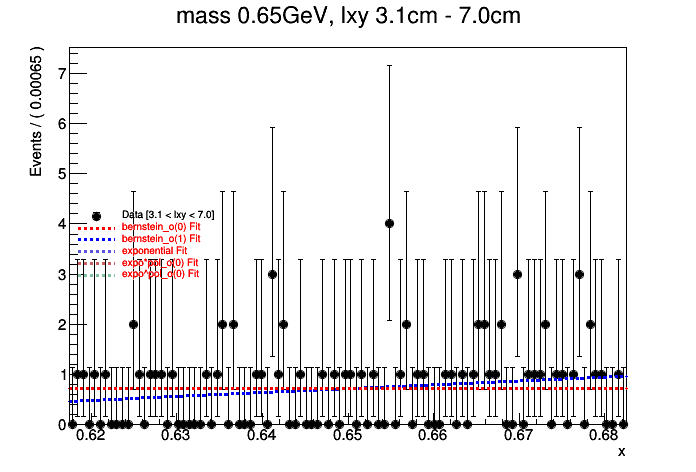 mass 0.65GeV, lxy 3.1cm - 7.0cm
Events / ( 0.00065 )
7
6
5
4
3
2
1
0
Data [3.1 < lxy < 7.0]
bernstein_o(0) Fit
bernstein_o(1) Fit
exponential Fit
expo*pol_o(0) Fit
expo^pol_o(0) Fit
0.62 0.63 0.64 0.65 0.66 0.67 0.68
x